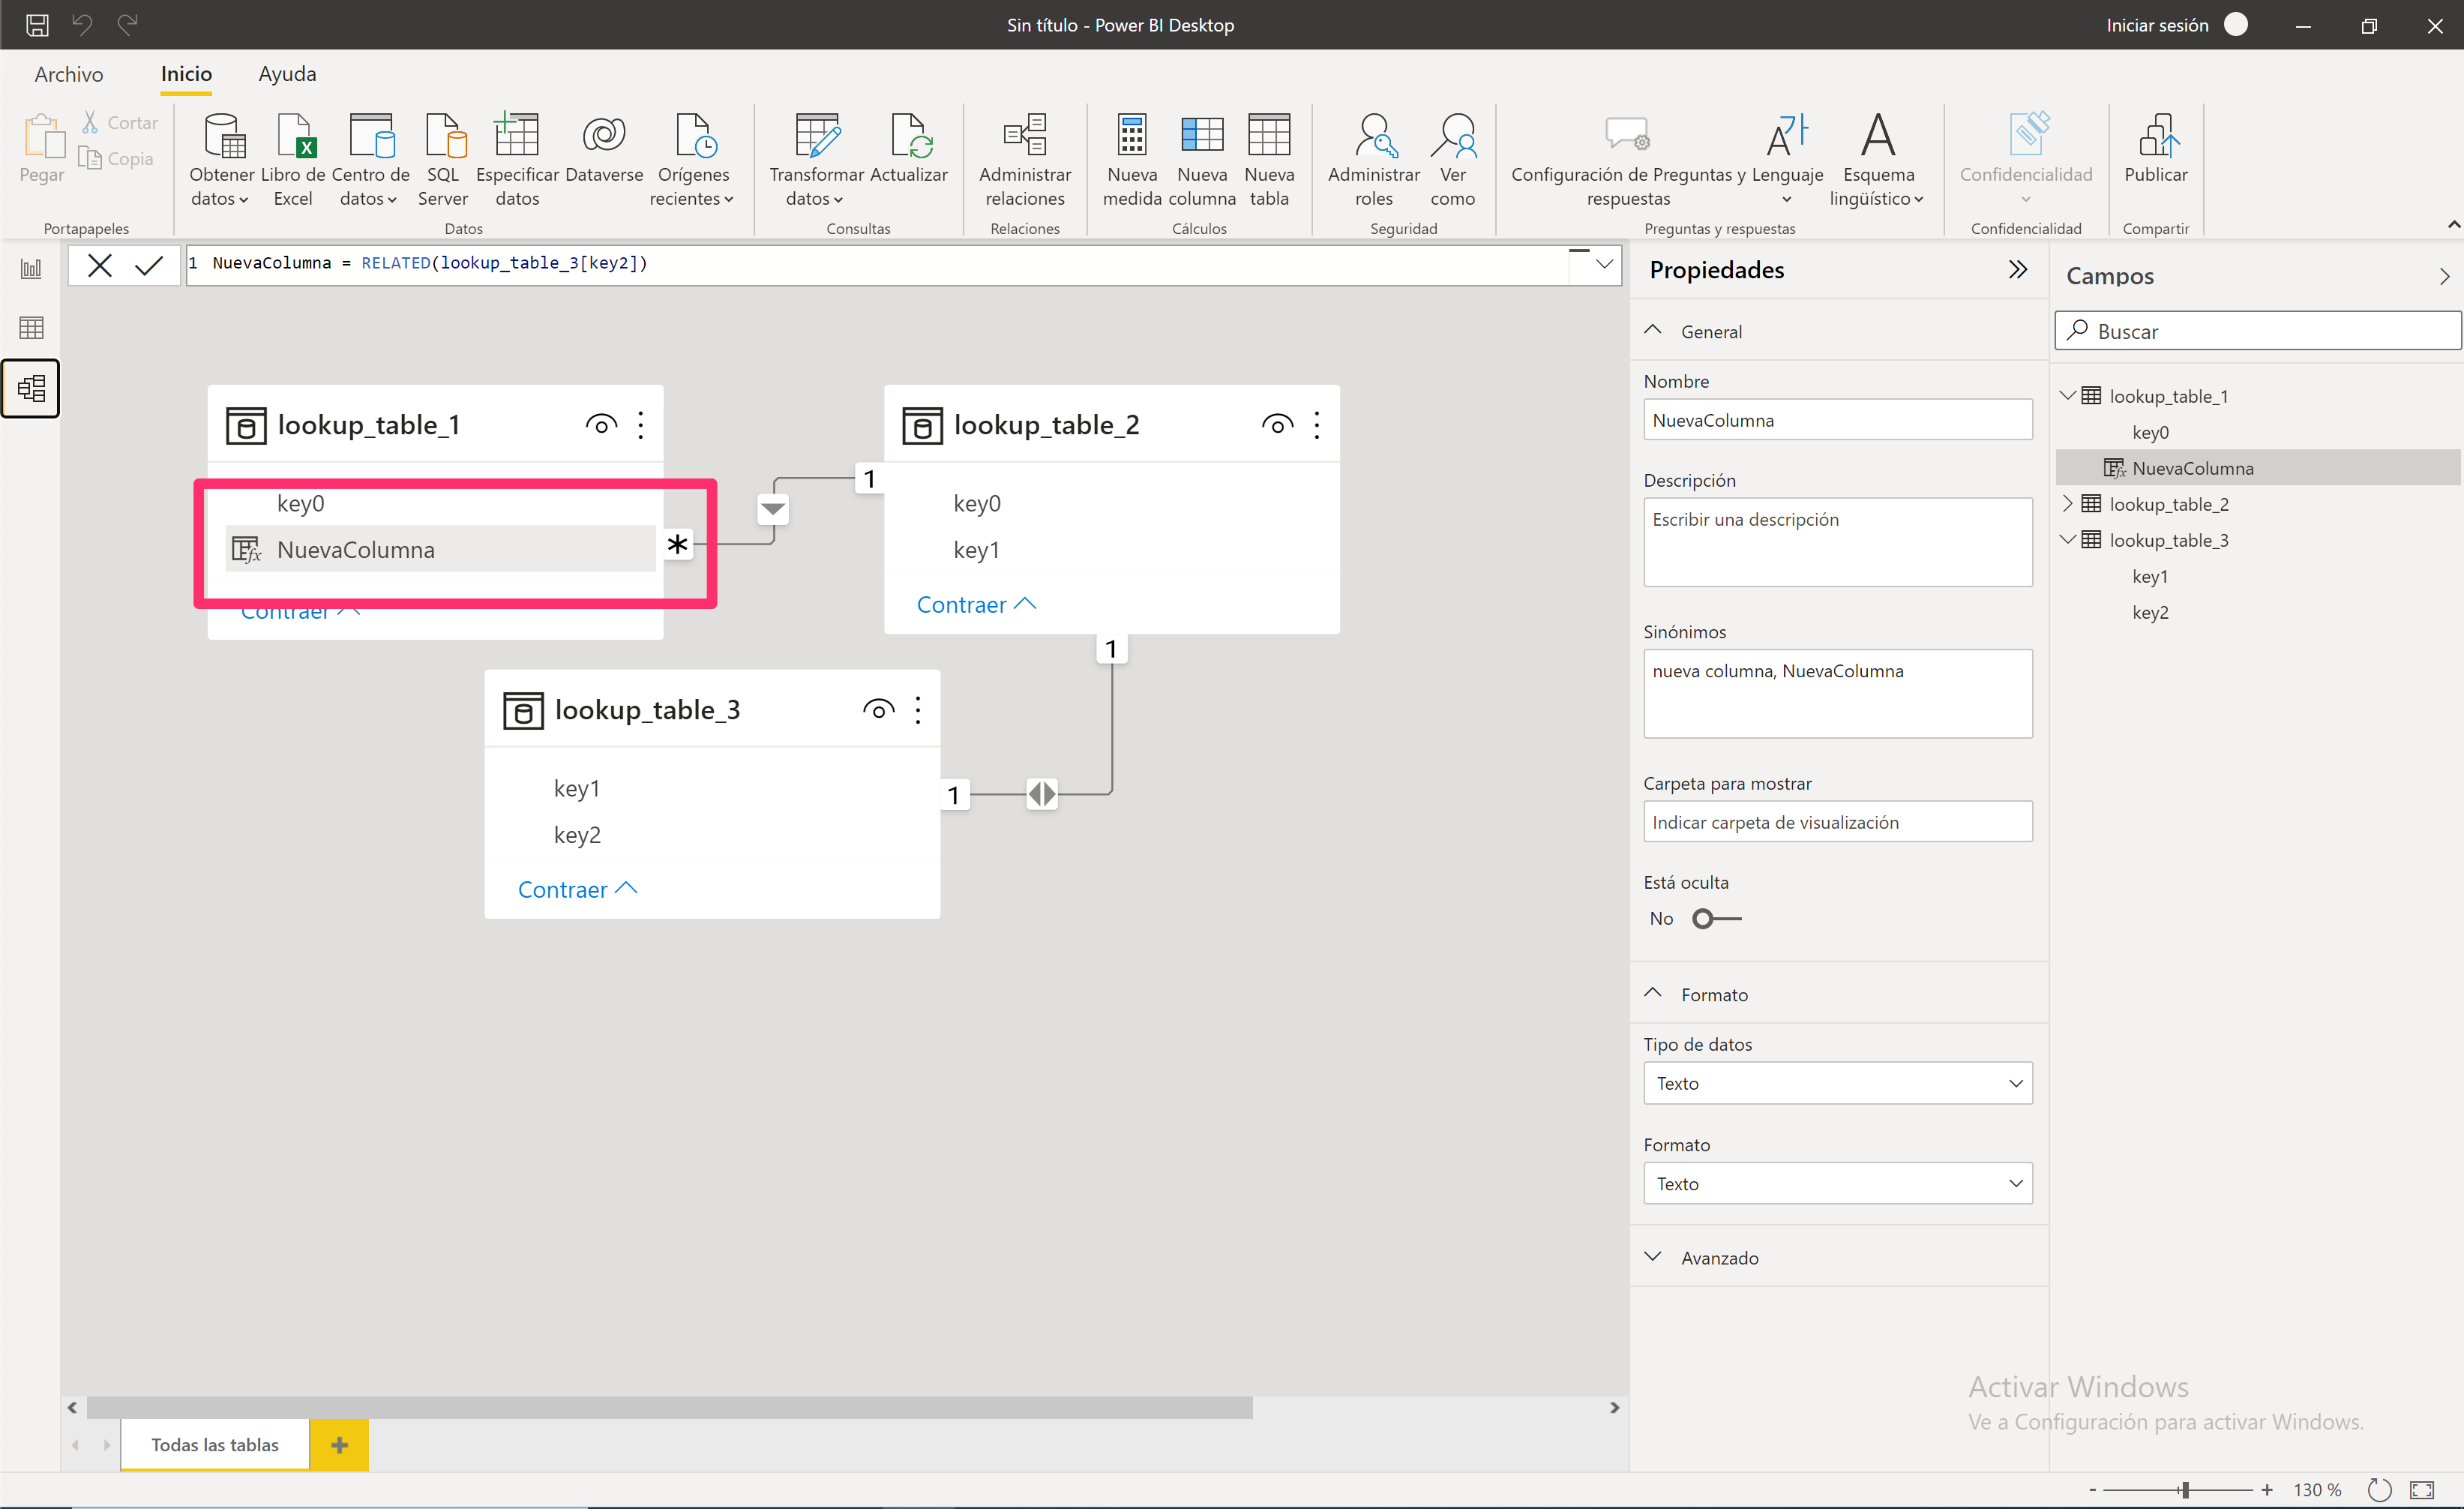 Sin título - Power BI Desktop
Iniciar sesión
Archivo
Inicio
Ayuda
Pegar
Cortar
Copia
Portapapeles
Obtener datos
Libro de Excel
Centro de datos
SQL Server
Especificar datos
Dataverse
Orígenes recientes
Datos
Transformar datos
Actualizar
Consultas
Administrar relaciones
Relaciones
Nueva medida
Nueva columna
Nueva tabla
Cálculos
Administrar roles
Ver como
Seguridad
Configuración de Preguntas y respuestas
Lenguaje
Esquema lingüístico
Preguntas y respuestas
Confidencialidad
Confidencialidad
Publicar
Compartir
1 NuevaColumna = RELATED(lookup_table_3[key2])
lookup_table_1
key0
NuevaColumna
Contraer
*
1
lookup_table_2
key0
key1
Contraer
1
lookup_table_3
key1
key2
Contraer
1
Todas las tablas
Propiedades
General
Nombre
NuevaColumna
Descripción
Escribir una descripción
Sinónimos
nueva columna, NuevaColumna
Carpeta para mostrar
Indicar carpeta de visualización
Está oculta
No
Formato
Tipo de datos
Texto
Formato
Texto
Avanzado
Campos
Buscar
lookup_table_1
key0
NuevaColumna
lookup_table_2
lookup_table_3
key1
key2
Activar Windows
Ve a Configuración para activar Windows.
- + 130 %